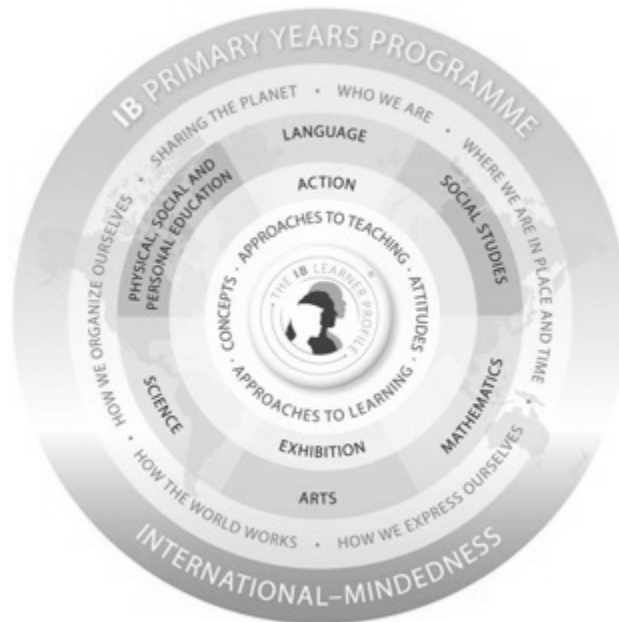 IB PRIMARY YEARS PROGRAMME
SHARING THE PLANET • WHO WE ARE • WHERE WE ARE IN PLACE AND TIME •
HOW WE EXPRESS OURSELVES • HOW THE WORLD WORKS • HOW WE ORGANIZE OURSELVES •
LANGUAGE
SOCIAL STUDIES
MATHEMATICS
ARTS
SCIENCE
PHYSICAL, SOCIAL AND
PERSONAL EDUCATION
ACTION
EXHIBITION
APPROACHES TO TEACHING • ATTITUDES •
APPROACHES TO LEARNING • CONCEPTS •
• THE IB LEARNER PROFILE •
®
INTERNATIONAL–MINDEDNESS